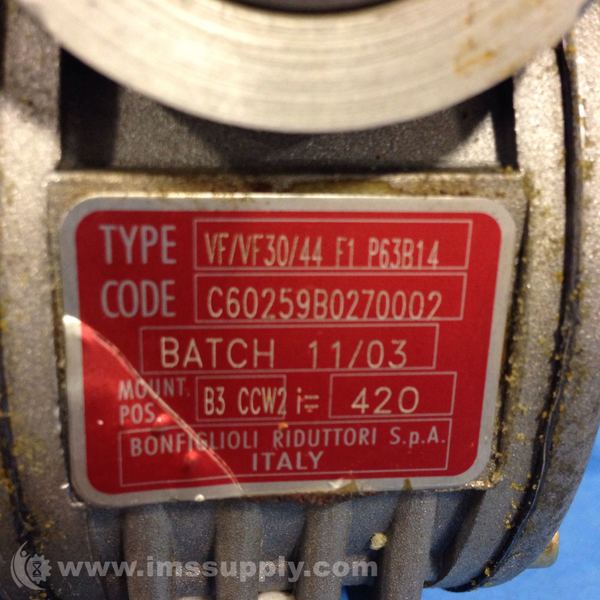 TYPE VF/VF30/44 F1 P63B14
CODE C60259B0270002
BATCH 11/03
MOUNT. POS. B3 CCW2 i= 420
BONFIGLIOLI RIDUTTORI S.p.A.
ITALY
www.imssupply.com